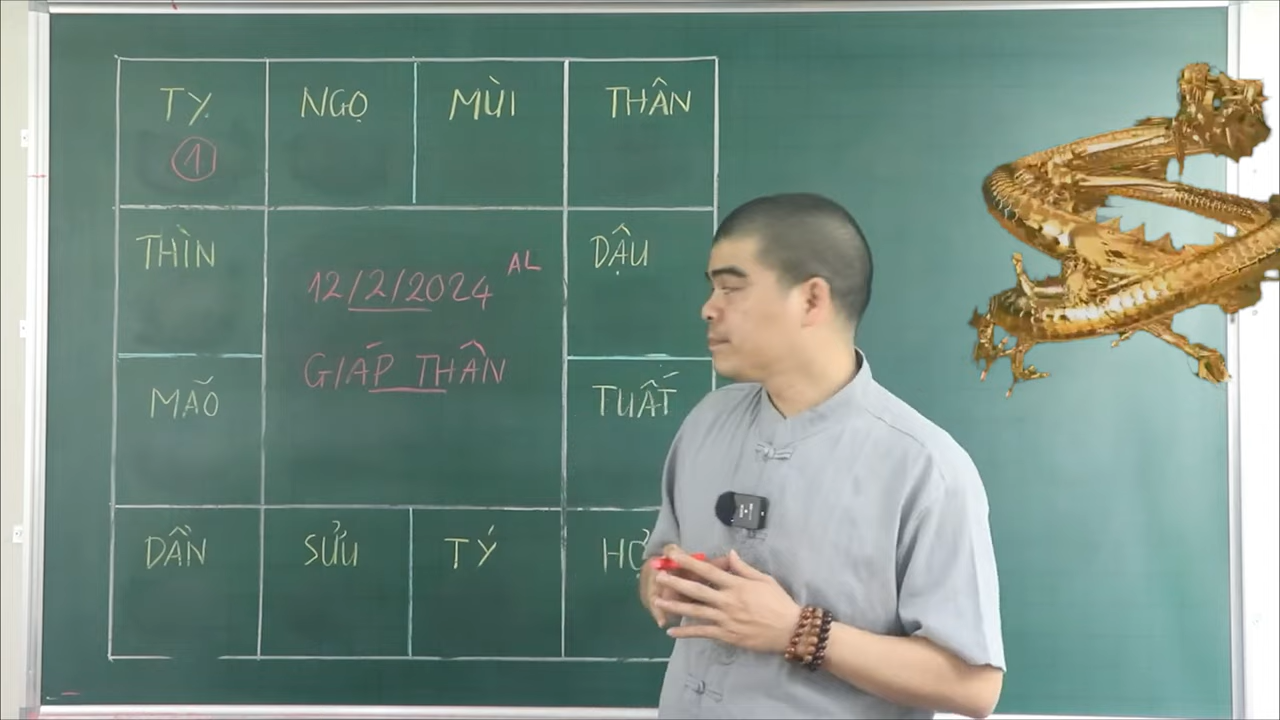 TỴ NGỌ MÙI THÂN
1
THÌN DẬU
12/2/2024 AL
GIÁP THÂN
MÃO TUẤT
DẦN SỬU TÝ